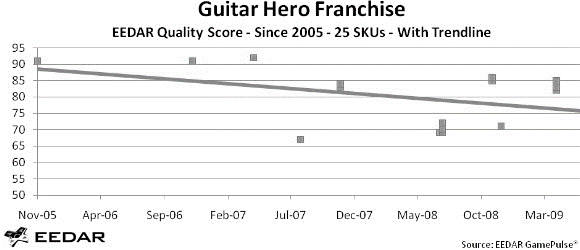 Guitar Hero Franchise
EEDAR Quality Score - Since 2005 - 25 SKUs - With Trendline
95
90
85
80
75
70
65
60
55
50
Nov-05 Apr-06 Sep-06 Feb-07 Jul-07 Dec-07 May-08 Oct-08 Mar-09
EEDAR
Source: EEDAR GamePulse®